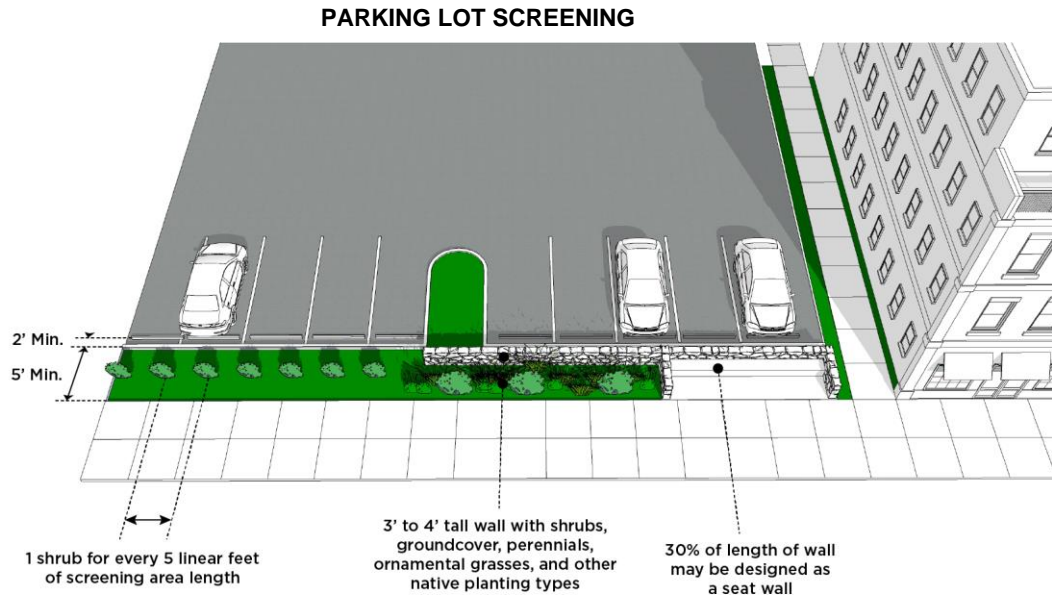 PARKING LOT SCREENING
2' Min.
5' Min.
1 shrub for every 5 linear feet
of screening area length
3' to 4' tall wall with shrubs,
groundcover, perennials,
ornamental grasses, and other
native planting types
30% of length of wall
may be designed as
a seat wall